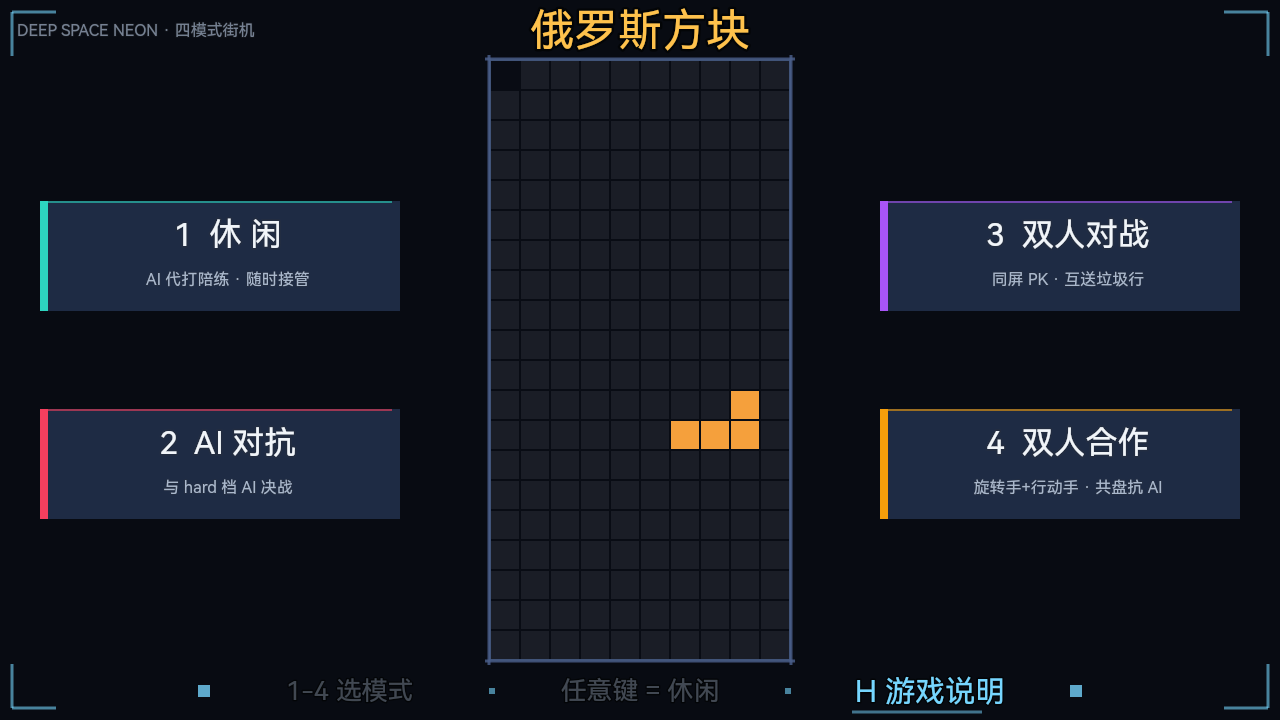 DEEP SPACE NEON · 四模式街机
俄罗斯方块
1 休 闲
AI 代打陪练 · 随时接管
2 AI 对抗
与 hard 档 AI 决战
3 双人对战
同屏 PK · 互送垃圾行
4 双人合作
旋转手+行动手 · 共盘抗 AI
1-4 选模式
任意键 = 休闲
H 游戏说明